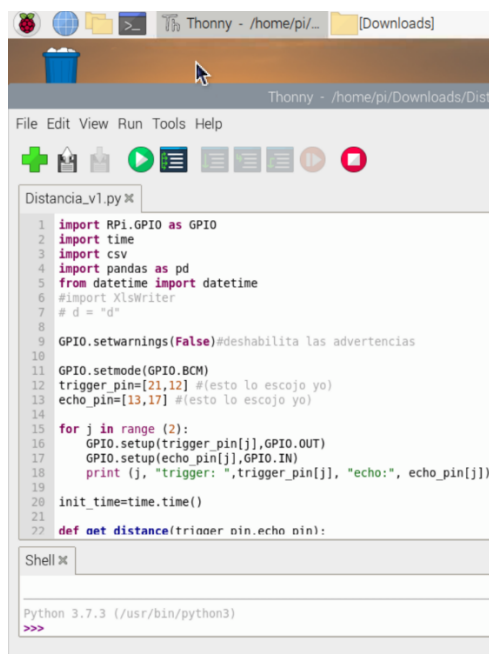 Thonny - /home/pi/...
[Downloads]
Thonny - /home/pi/Downloads/Dist
File Edit View Run Tools Help
Distancia_v1.py
1 import RPi.GPIO as GPIO
2 import time
3 import csv
4 import pandas as pd
5 from datetime import datetime
6 #import XlsWriter
7 # d = "d"
8
9 GPIO.setwarnings(False)#deshabilita las advertencias
10
11 GPIO.setmode(GPIO.BCM)
12 trigger_pin=[21,12] #(esto lo escojo yo)
13 echo_pin=[13,17] #(esto lo escojo yo)
14
15 for j in range (2):
16 GPIO.setup(trigger_pin[j],GPIO.OUT)
17 GPIO.setup(echo_pin[j],GPIO.IN)
18 print (j, "trigger: ",trigger_pin[j], "echo:", echo_pin[j])
19
20 init_time=time.time()
21
22 def get_distance(trigger_pin,echo_pin):
Shell
Python 3.7.3 (/usr/bin/python3)
>>>